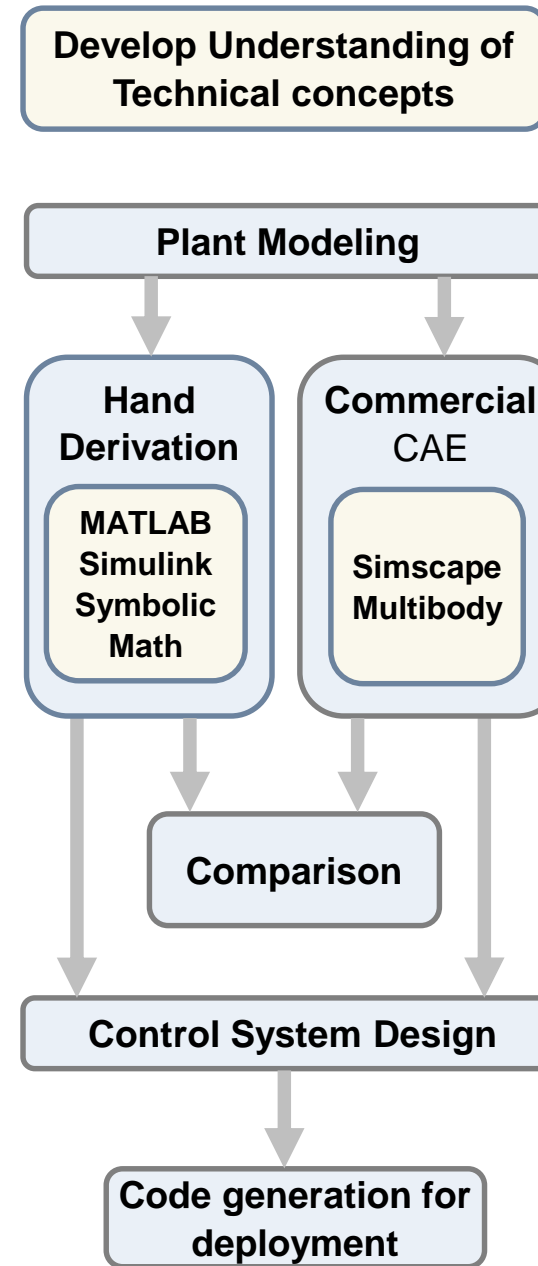 Develop Understanding of
Technical concepts
Plant Modeling
Hand
Derivation
MATLAB
Simulink
Symbolic
Math
Commercial
CAE
Simscape
Multibody
Comparison
Control System Design
Code generation for
deployment